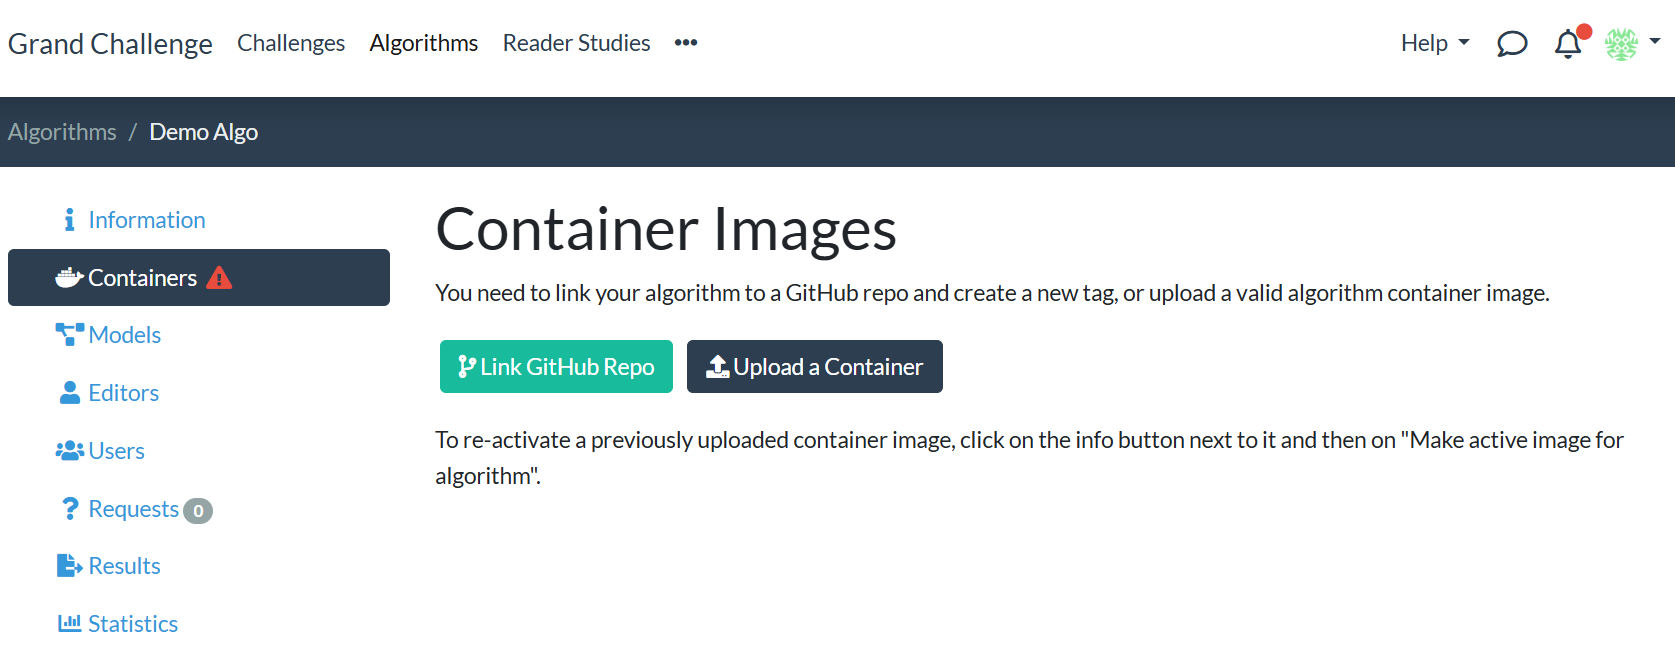 Grand Challenge Challenges Algorithms Reader Studies ••• Help
Algorithms / Demo Algo
Information
Containers
Models
Editors
Users
Requests 0
Results
Statistics
Container Images
You need to link your algorithm to a GitHub repo and create a new tag, or upload a valid algorithm container image.
Link GitHub Repo Upload a Container
To re-activate a previously uploaded container image, click on the info button next to it and then on "Make active image for
algorithm".